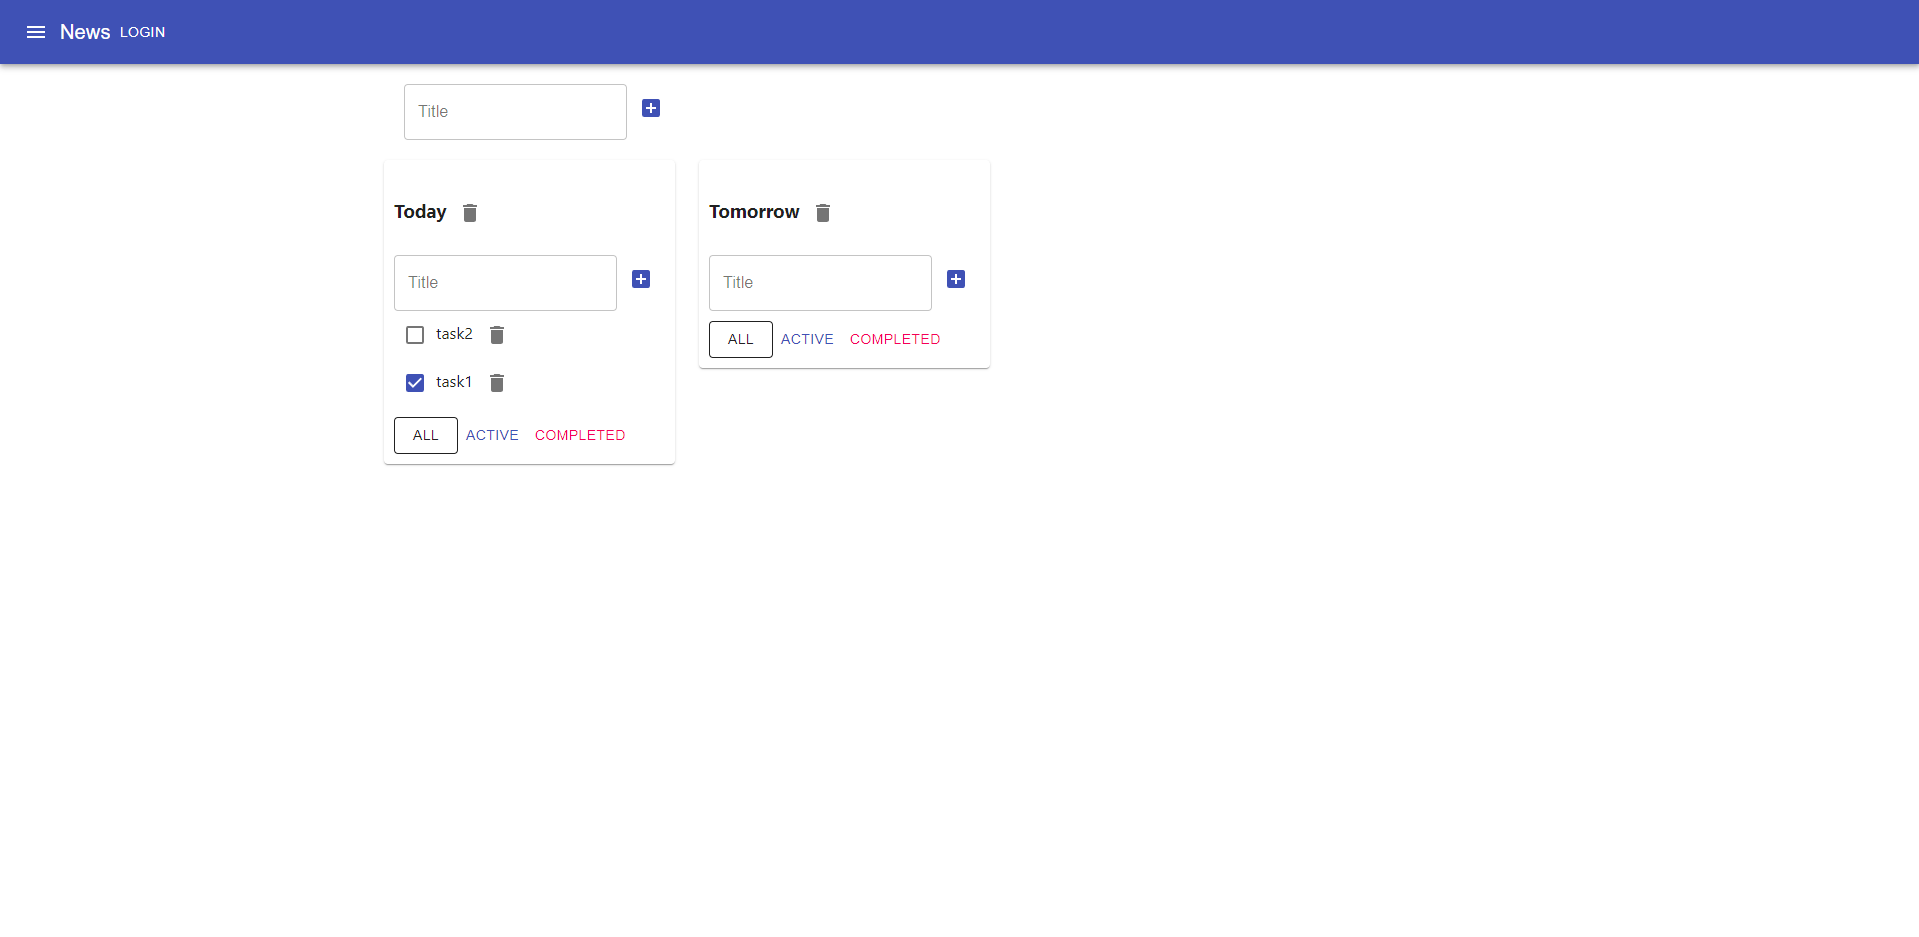 News LOGIN
Title
Today
Title
task2
task1
ALL ACTIVE COMPLETED
Tomorrow
Title
ALL ACTIVE COMPLETED